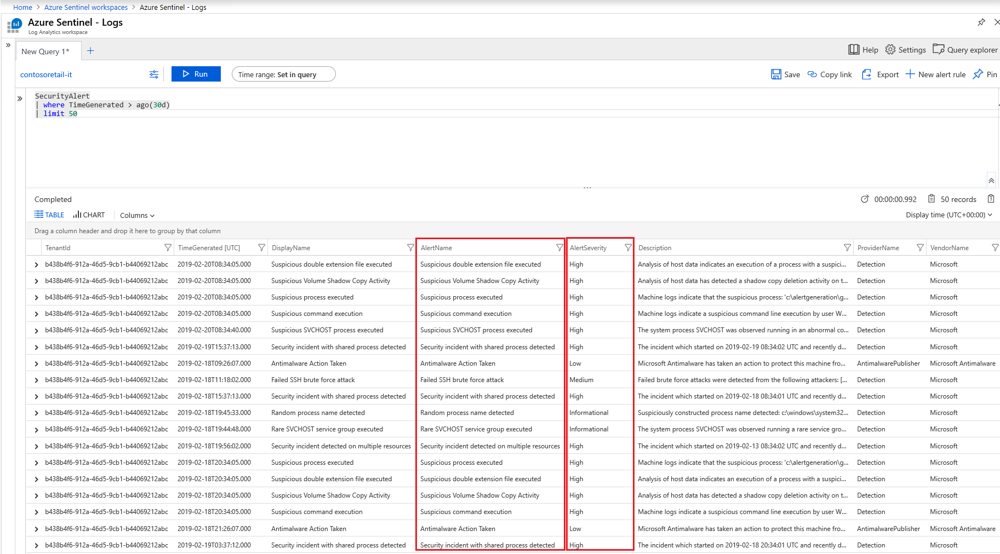 Home > Azure Sentinel workspaces > Azure Sentinel - Logs
Azure Sentinel - Logs
Log Analytics workspace
New Query 1* +
Help Settings Query explorer
contosoretail-it Run Time range: Set in query Save Copy link Export New alert rule Pin
SecurityAlert
| where TimeGenerated > ago(30d)
| limit 50
Completed 00:00:00.992 50 records
TABLE CHART Columns Display time (UTC+00:00)
Drag a column header and drop it here to group by that column
TenantId TimeGenerated [UTC] DisplayName AlertName AlertSeverity Description ProviderName VendorName
b438b4f6-912a-46d5-9cb1-b44069212abc 2019-02-20T08:34:05.000 Suspicious double extension file executed Suspicious double extension file executed High Analysis of host data indicates an execution of a process with a suspici... Detection Microsoft
b438b4f6-912a-46d5-9cb1-b44069212abc 2019-02-20T08:34:05.000 Suspicious Volume Shadow Copy Activity Suspicious Volume Shadow Copy Activity High Analysis of host data has detected a shadow copy deletion activity on t... Detection Microsoft
b438b4f6-912a-46d5-9cb1-b44069212abc 2019-02-20T08:34:05.000 Suspicious process executed Suspicious process executed High Machine logs indicate that the suspicious process: 'c:\alertgeneration\g... Detection Microsoft
b438b4f6-912a-46d5-9cb1-b44069212abc 2019-02-20T08:34:05.000 Suspicious command execution Suspicious command execution High Machine logs indicate a suspicious command line execution by user W... Detection Microsoft
b438b4f6-912a-46d5-9cb1-b44069212abc 2019-02-20T08:34:40.000 Suspicious SVCHOST process executed Suspicious SVCHOST process executed High The system process SVCHOST was observed running in an abnormal co... Detection Microsoft
b438b4f6-912a-46d5-9cb1-b44069212abc 2019-02-19T15:37:13.000 Security incident with shared process detected Security incident with shared process detected High The incident which started on 2019-02-19 08:34:02 UTC and recently d... Detection Microsoft
b438b4f6-912a-46d5-9cb1-b44069212abc 2019-02-18T09:26:07.000 Antimalware Action Taken Antimalware Action Taken Low Microsoft Antimalware has taken an action to protect this machine fro... AntimalwarePublisher Microsoft Antimalware
b438b4f6-912a-46d5-9cb1-b44069212abc 2019-02-18T11:18:02.000 Failed SSH brute force attack Failed SSH brute force attack Medium Failed brute force attacks were detected from the following attackers: [... Detection Microsoft
b438b4f6-912a-46d5-9cb1-b44069212abc 2019-02-18T15:37:13.000 Security incident with shared process detected Security incident with shared process detected High The incident which started on 2019-02-18 08:34:01 UTC and recently d... Detection Microsoft
b438b4f6-912a-46d5-9cb1-b44069212abc 2019-02-18T19:45:33.000 Random process name detected Random process name detected Informational Suspiciously constructed process name detected: c:\windows\system32... Detection Microsoft
b438b4f6-912a-46d5-9cb1-b44069212abc 2019-02-18T19:44:48.000 Rare SVCHOST service group executed Rare SVCHOST service group executed Informational The system process SVCHOST was observed running a rare service gro... Detection Microsoft
b438b4f6-912a-46d5-9cb1-b44069212abc 2019-02-18T19:56:02.000 Security incident detected on multiple resources Security incident detected on multiple resources High The incident which started on 2019-02-13 08:34:02 UTC and recently d... Detection Microsoft
b438b4f6-912a-46d5-9cb1-b44069212abc 2019-02-18T20:34:05.000 Suspicious process executed Suspicious process executed High Machine logs indicate that the suspicious process: 'c:\alertgeneration\g... Detection Microsoft
b438b4f6-912a-46d5-9cb1-b44069212abc 2019-02-18T20:34:05.000 Suspicious double extension file executed Suspicious double extension file executed High Analysis of host data indicates an execution of a process with a suspici... Detection Microsoft
b438b4f6-912a-46d5-9cb1-b44069212abc 2019-02-18T20:34:05.000 Suspicious Volume Shadow Copy Activity Suspicious Volume Shadow Copy Activity High Analysis of host data has detected a shadow copy deletion activity on t... Detection Microsoft
b438b4f6-912a-46d5-9cb1-b44069212abc 2019-02-18T20:34:05.000 Suspicious command execution Suspicious command execution High Machine logs indicate a suspicious command line execution by user W... Detection Microsoft
b438b4f6-912a-46d5-9cb1-b44069212abc 2019-02-18T21:26:07.000 Antimalware Action Taken Antimalware Action Taken Low Microsoft Antimalware has taken an action to protect this machine fro... AntimalwarePublisher Microsoft Antimalware
b438b4f6-912a-46d5-9cb1-b44069212abc 2019-02-19T03:37:12.000 Security incident with shared process detected Security incident with shared process detected High The incident which started on 2019-02-18 20:34:01 UTC and recently d... Detection Microsoft